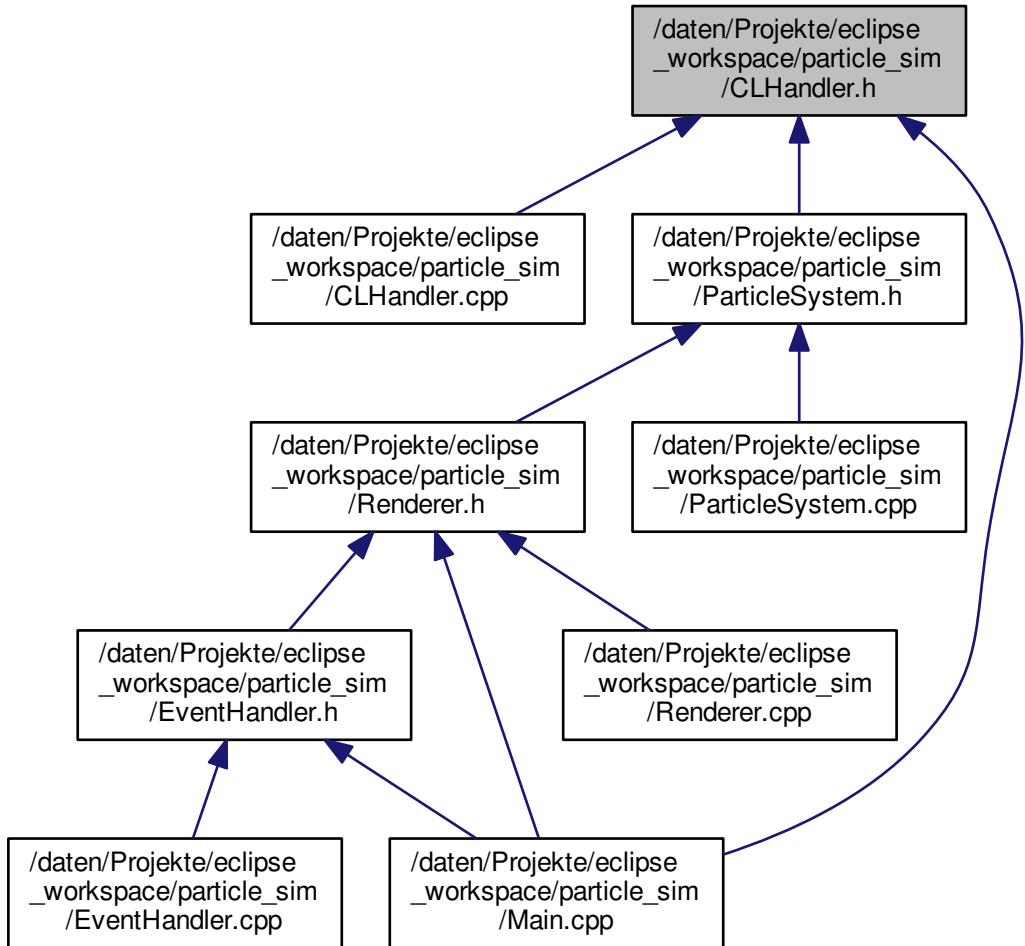 /daten/Projekte/eclipse
_workspace/particle_sim
/CLHandler.h
/daten/Projekte/eclipse
_workspace/particle_sim
/CLHandler.cpp
/daten/Projekte/eclipse
_workspace/particle_sim
/ParticleSystem.h
/daten/Projekte/eclipse
_workspace/particle_sim
/Renderer.h
/daten/Projekte/eclipse
_workspace/particle_sim
/ParticleSystem.cpp
/daten/Projekte/eclipse
_workspace/particle_sim
/EventHandler.h
/daten/Projekte/eclipse
_workspace/particle_sim
/Renderer.cpp
/daten/Projekte/eclipse
_workspace/particle_sim
/EventHandler.cpp
/daten/Projekte/eclipse
_workspace/particle_sim
/Main.cpp